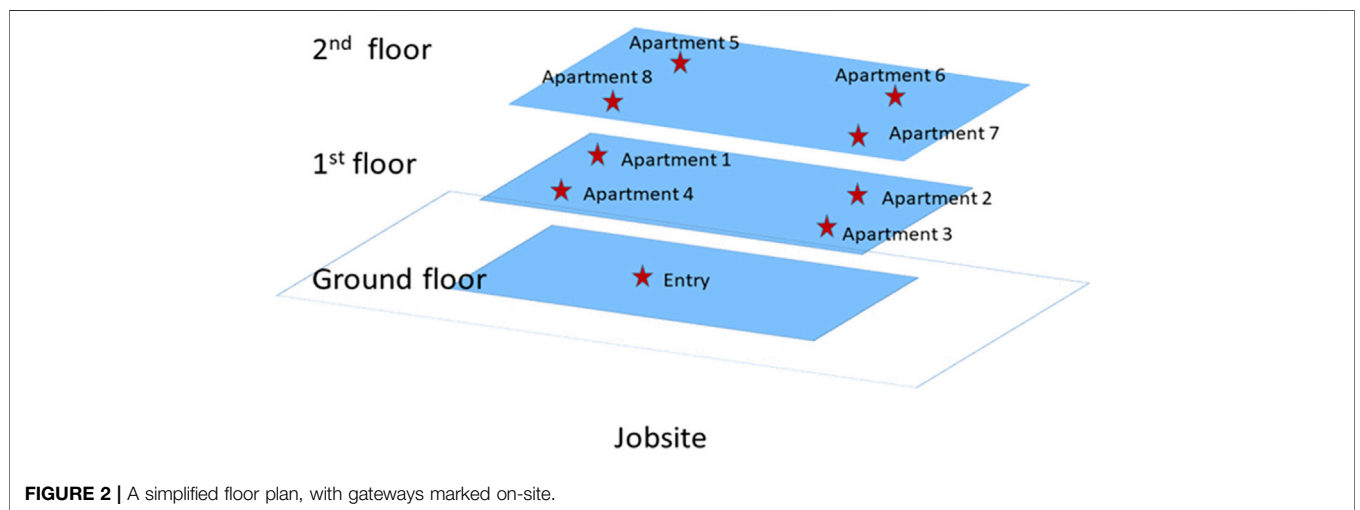 2nd floor
Apartment 5
Apartment 8
Apartment 6
Apartment 7
1st floor
Apartment 1
Apartment 4
Apartment 2
Apartment 3
Ground floor
Entry
Jobsite
FIGURE 2 | A simplified floor plan, with gateways marked on-site.